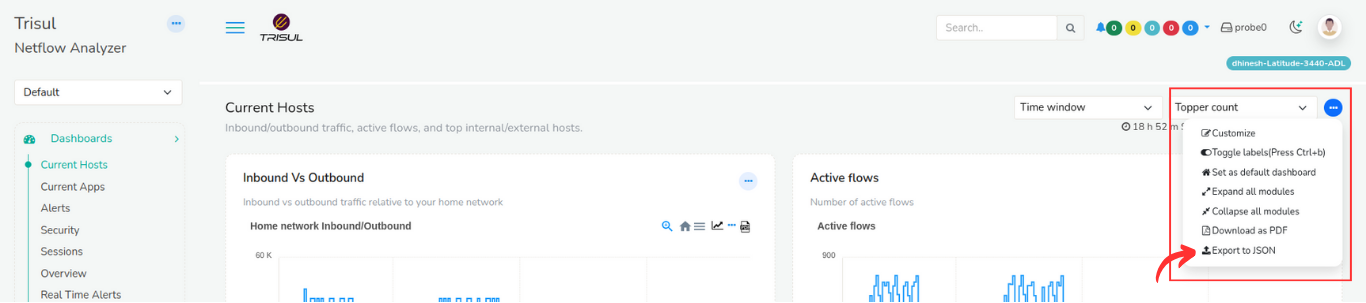 Trisul
Netflow Analyzer
Default
Dashboards
Current Hosts
Current Apps
Alerts
Security
Sessions
Overview
Real Time Alerts
TRISUL
Search..
0 0 0 0 0
probe0
dhinesh-Latitude-3440-ADL
Current Hosts
Inbound/outbound traffic, active flows, and top internal/external hosts.
Time window
Topper count
18 h 52 m
Customize
Toggle labels(Press Ctrl+b)
Set as default dashboard
Expand all modules
Collapse all modules
Download as PDF
Export to JSON
Inbound Vs Outbound
Inbound vs outbound traffic relative to your home network
Home network Inbound/Outbound
60 K
Active flows
Number of active flows
Active flows
900